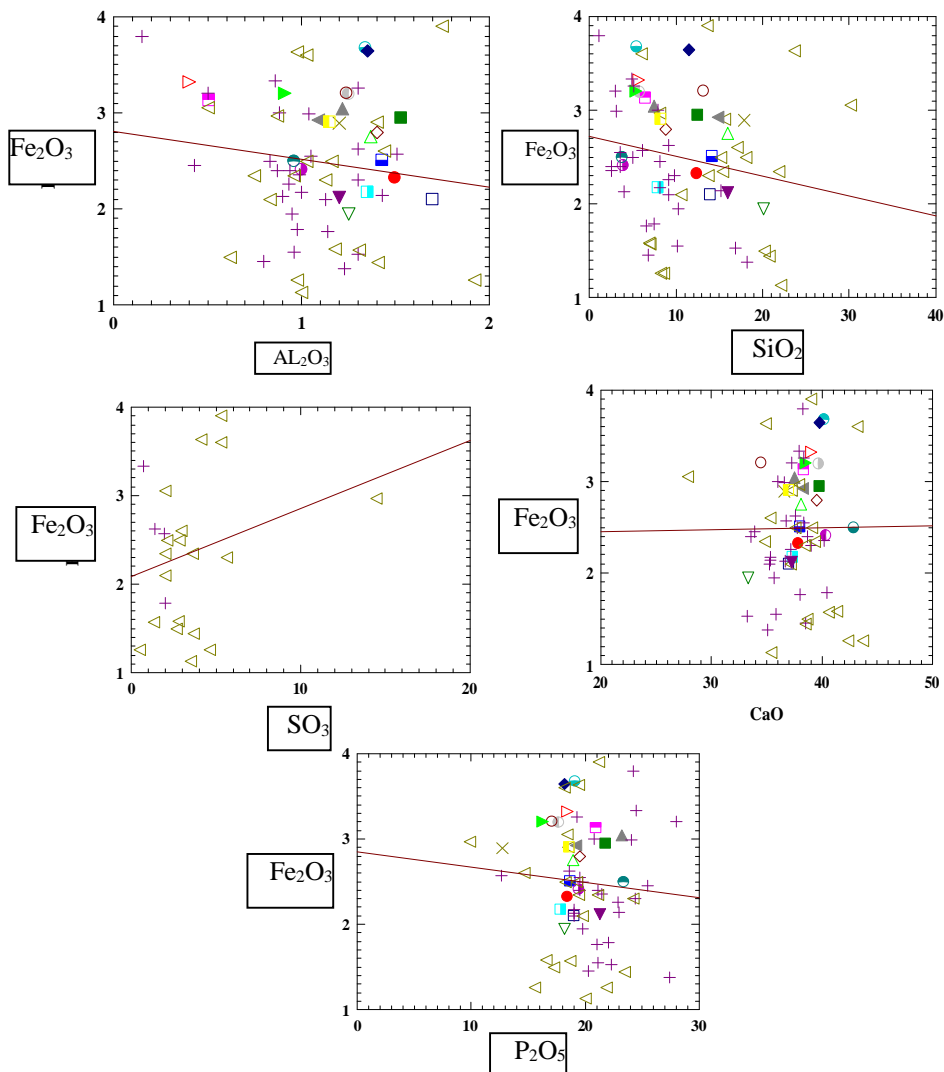 4 4
3 3
Fe₂O₃ Fe₂O₃
2 2
1 1
0 1 2 0 10 20 30 40
AL₂O₃ SiO₂
4 4
3 3
Fe₂O₃ Fe₂O₃
2 2
1 1
0 10 20 20 30 40 50
SO₃ CaO
4
3
Fe₂O₃
2
1
0 10 20 30
P₂O₅